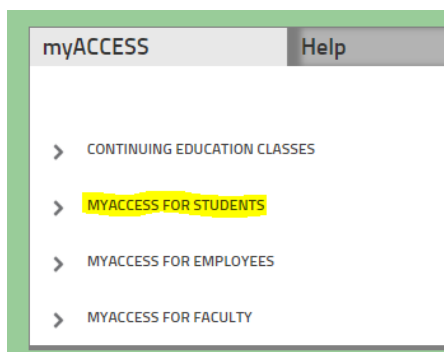 myACCESS Help
CONTINUING EDUCATION CLASSES
MYACCESS FOR STUDENTS
MYACCESS FOR EMPLOYEES
MYACCESS FOR FACULTY